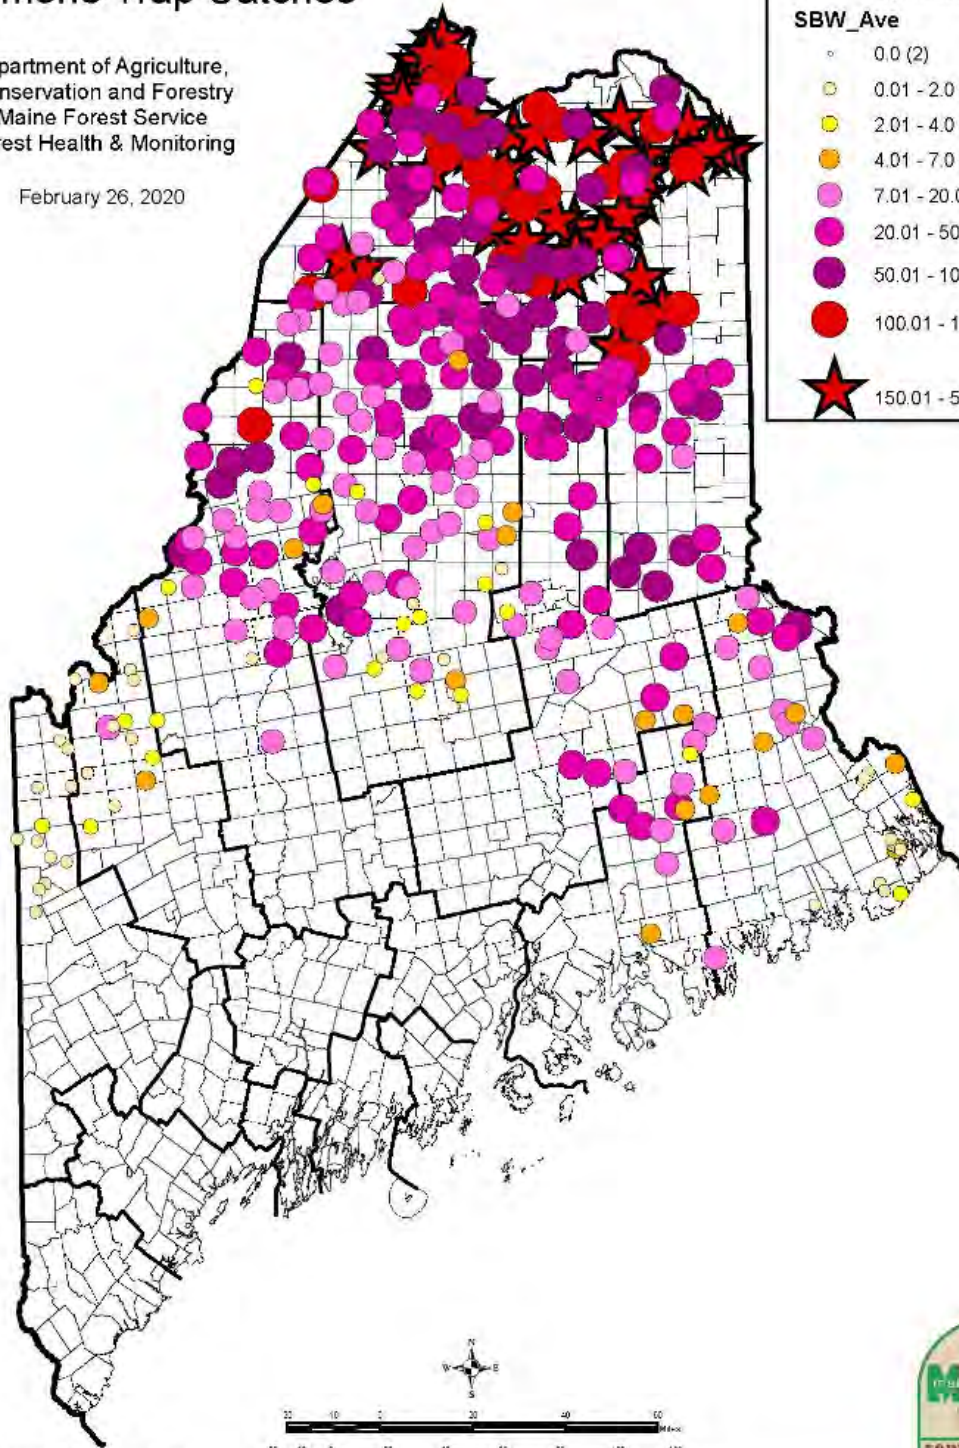 partment of Agriculture,
nservation and Forestry
Maine Forest Service
rest Health & Monitoring
February 26, 2020
SBW_Ave
0.0 (2)
0.01 - 2.0
2.01 - 4.0
4.01 - 7.0
7.01 - 20.0
20.01 - 50
50.01 - 10
100.01 - 1
150.01 - 5
N
W E
S
20 10 0 20 40 60
Miles